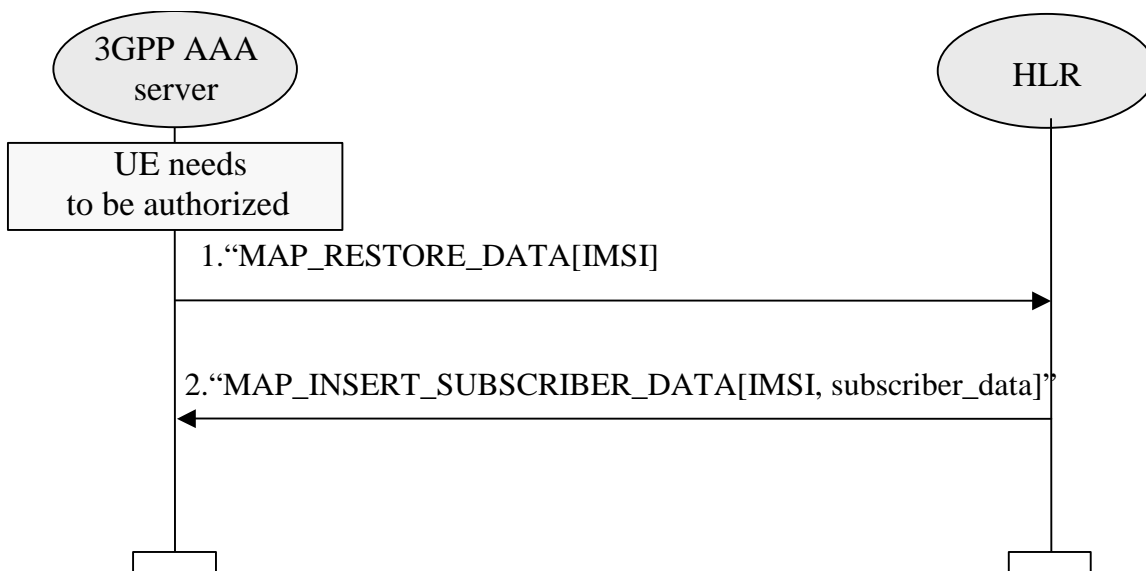 3GPP AAA
server
HLR
UE needs
to be authorized
1.“MAP_RESTORE_DATA[IMSI]
2.“MAP_INSERT_SUBSCRIBER_DATA[IMSI, subscriber_data]”